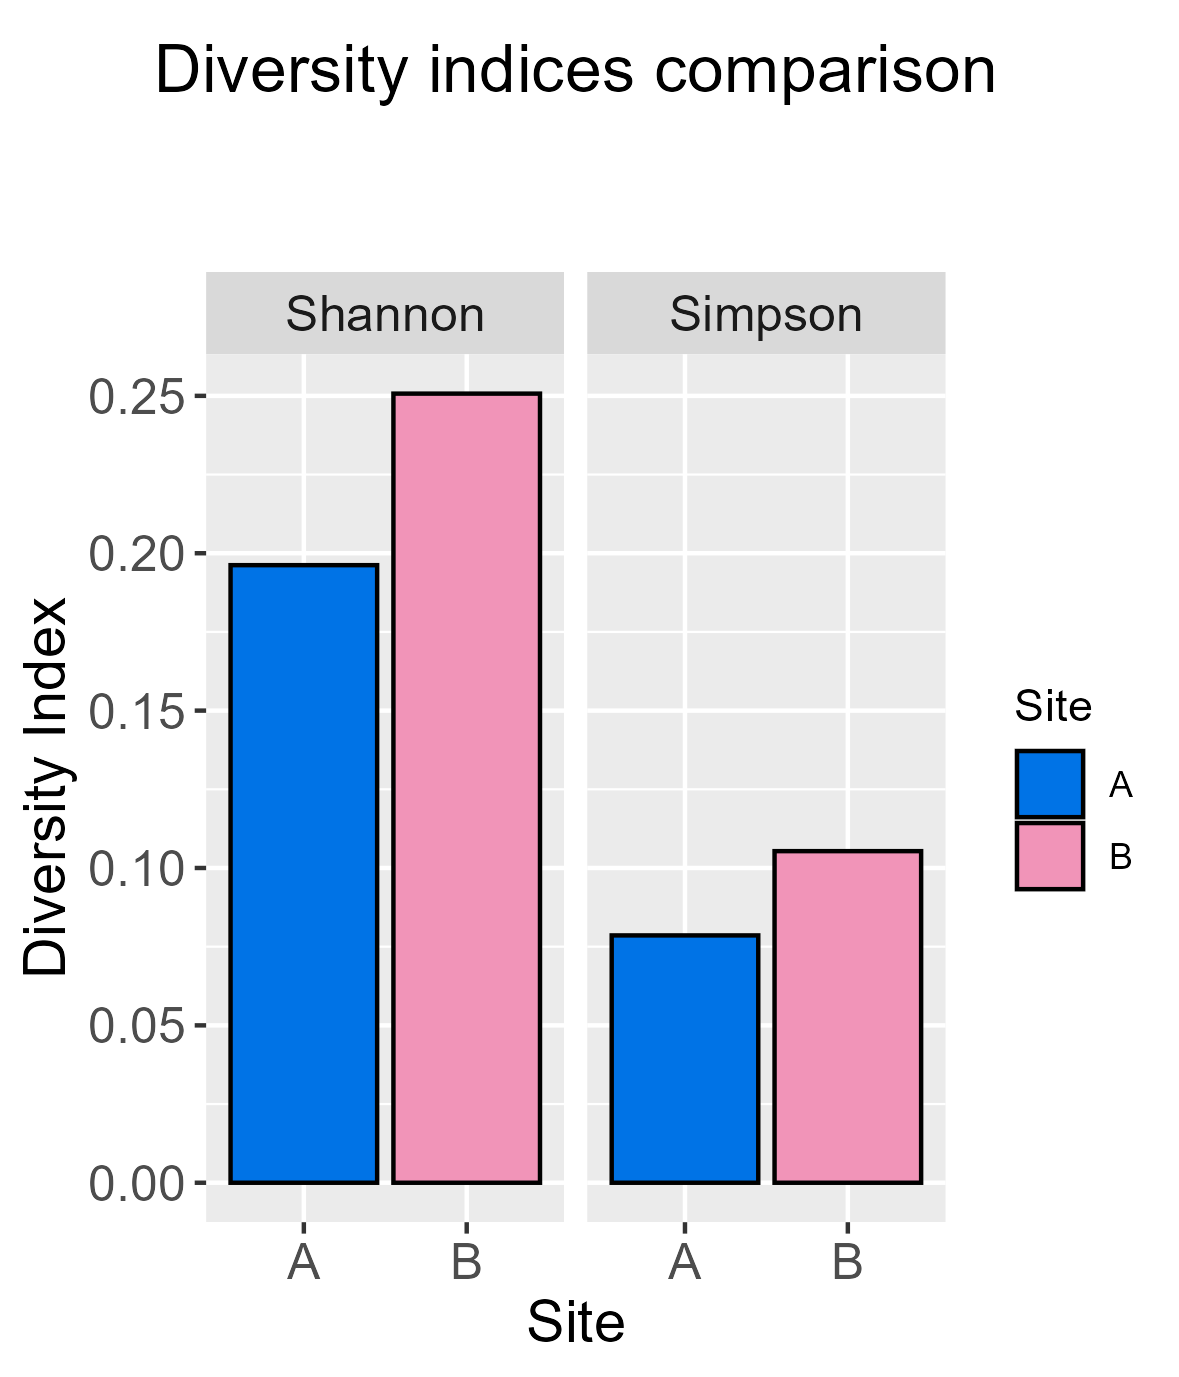 Diversity indices comparison
Shannon
Simpson
Diversity Index
0.25
0.20
0.15
0.10
0.05
0.00
A B A B
Site
Site
A
B